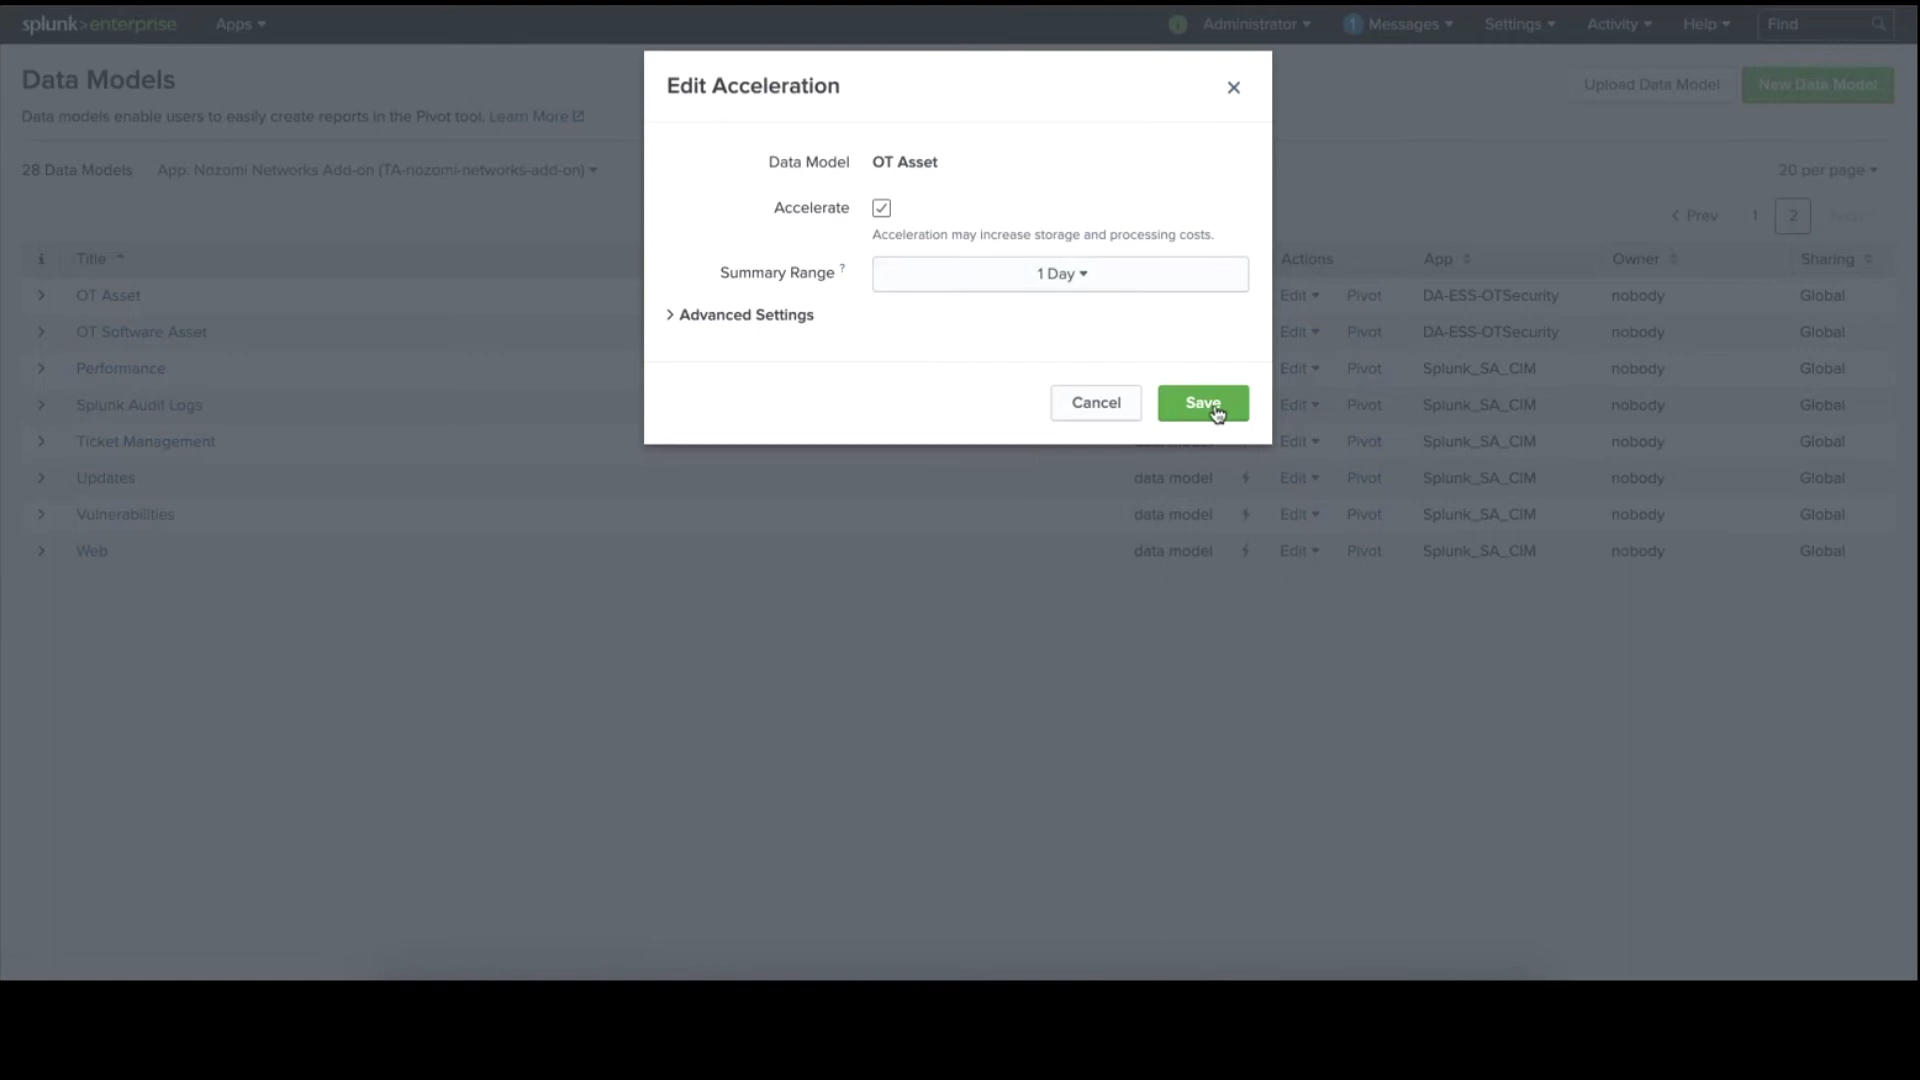 splunk>enterprise Apps Administrator 1 Messages Settings Activity Help Find
Data Models Upload Data Model New Data Model
Data models enable users to easily create reports in the Pivot tool. Learn More
28 Data Models App: Nozomi Networks Add-on (TA-nozomi-networks-add-on) 20 per page
< Prev 1 2
Edit Acceleration
Data Model OT Asset
Accelerate
Acceleration may increase storage and processing costs.
Summary Range ? 1 Day
> Advanced Settings
Cancel Save
i Title Actions App Owner Sharing
> OT Asset Edit Pivot DA-ESS-OTSecurity nobody Global
> OT Software Asset Edit Pivot DA-ESS-OTSecurity nobody Global
> Performance Edit Pivot Splunk_SA_CIM nobody Global
> Splunk Audit Logs Edit Pivot Splunk_SA_CIM nobody Global
> Ticket Management Edit Pivot Splunk_SA_CIM nobody Global
> Updates data model Edit Pivot Splunk_SA_CIM nobody Global
> Vulnerabilities data model Edit Pivot Splunk_SA_CIM nobody Global
> Web data model Edit Pivot Splunk_SA_CIM nobody Global